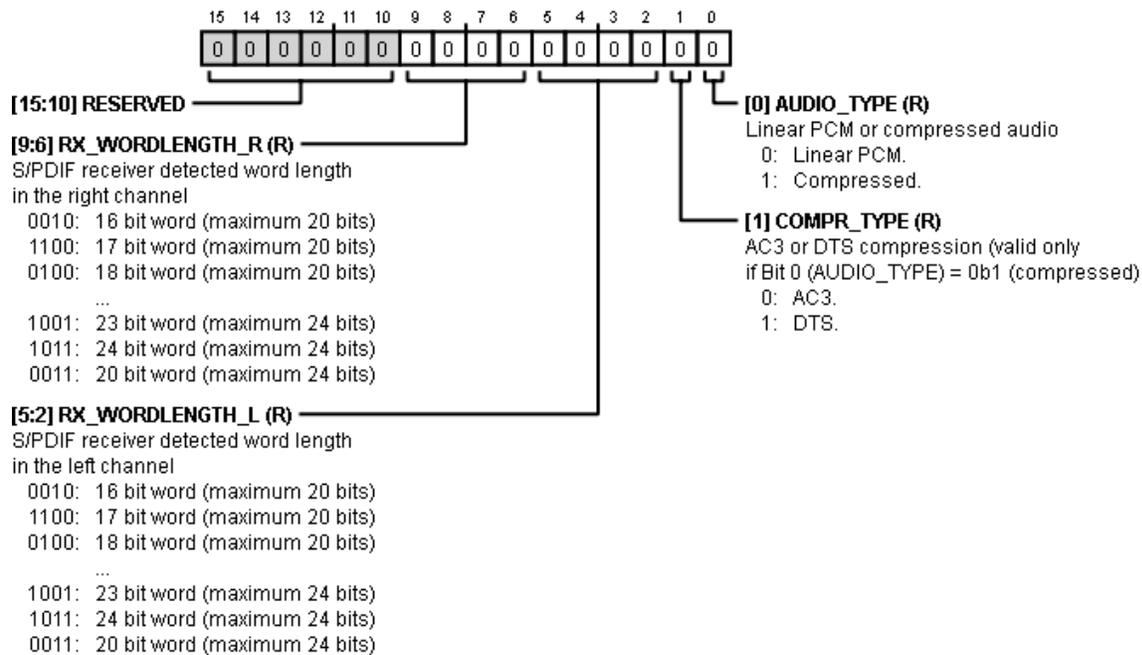 15 14 13 12 11 10 9 8 7 6 5 4 3 2 1 0
0 0 0 0 0 0 0 0 0 0 0 0 0 0 0 0
[15:10] RESERVED
[9:6] RX_WORDLENGTH_R (R)
S/PDIF receiver detected word length
in the right channel
0010: 16 bit word (maximum 20 bits)
1100: 17 bit word (maximum 20 bits)
0100: 18 bit word (maximum 20 bits)
...
1001: 23 bit word (maximum 24 bits)
1011: 24 bit word (maximum 24 bits)
0011: 20 bit word (maximum 24 bits)
[5:2] RX_WORDLENGTH_L (R)
S/PDIF receiver detected word length
in the left channel
0010: 16 bit word (maximum 20 bits)
1100: 17 bit word (maximum 20 bits)
0100: 18 bit word (maximum 20 bits)
...
1001: 23 bit word (maximum 24 bits)
1011: 24 bit word (maximum 24 bits)
0011: 20 bit word (maximum 24 bits)
[0] AUDIO_TYPE (R)
Linear PCM or compressed audio
0: Linear PCM.
1: Compressed.
[1] COMPR_TYPE (R)
AC3 or DTS compression (valid only
if Bit 0 (AUDIO_TYPE) = 0b1 (compressed)
0: AC3.
1: DTS.